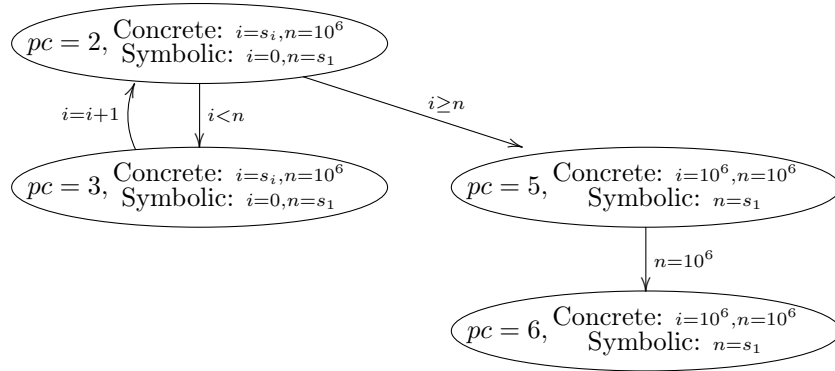 pc = 2, Concrete: i=s_i, n=10^6
Symbolic: i=0, n=s_1
i=i+1
i<n
i≥n
pc = 3, Concrete: i=s_i, n=10^6
Symbolic: i=0, n=s_1
pc = 5, Concrete: i=10^6, n=10^6
Symbolic: n=s_1
n=10^6
pc = 6, Concrete: i=10^6, n=10^6
Symbolic: n=s_1